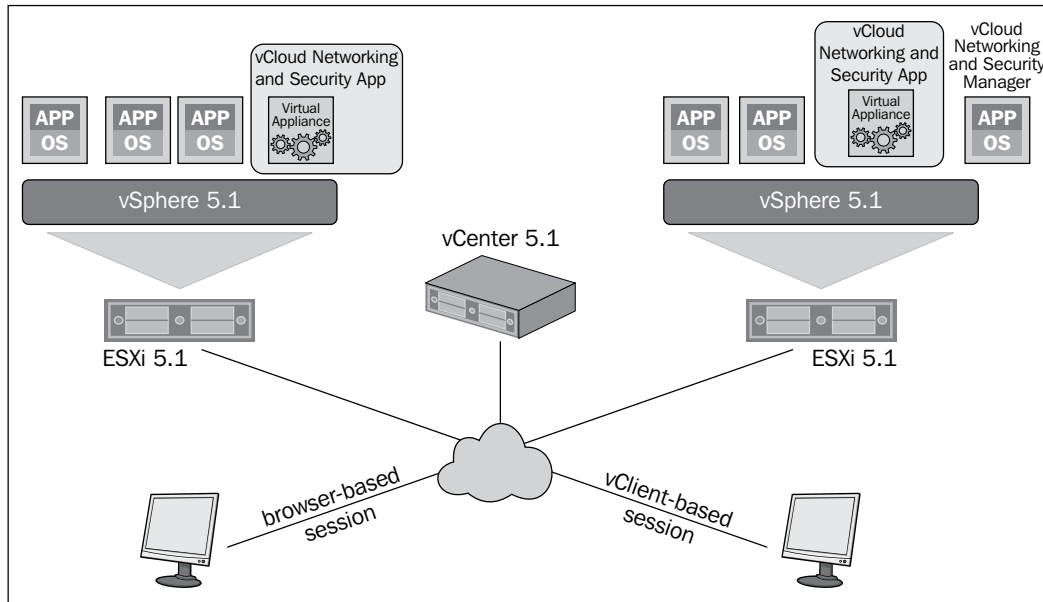 vCloud Networking
and Security App
Virtual
Appliance
APP
OS
APP
OS
APP
OS
vSphere 5.1
ESXi 5.1
vCloud
Networking and
Security App
Virtual
Appliance
vCloud
Networking
and Security
Manager
APP
OS
APP
OS
APP
OS
vSphere 5.1
ESXi 5.1
vCenter 5.1
browser-based
session
vClient-based
session